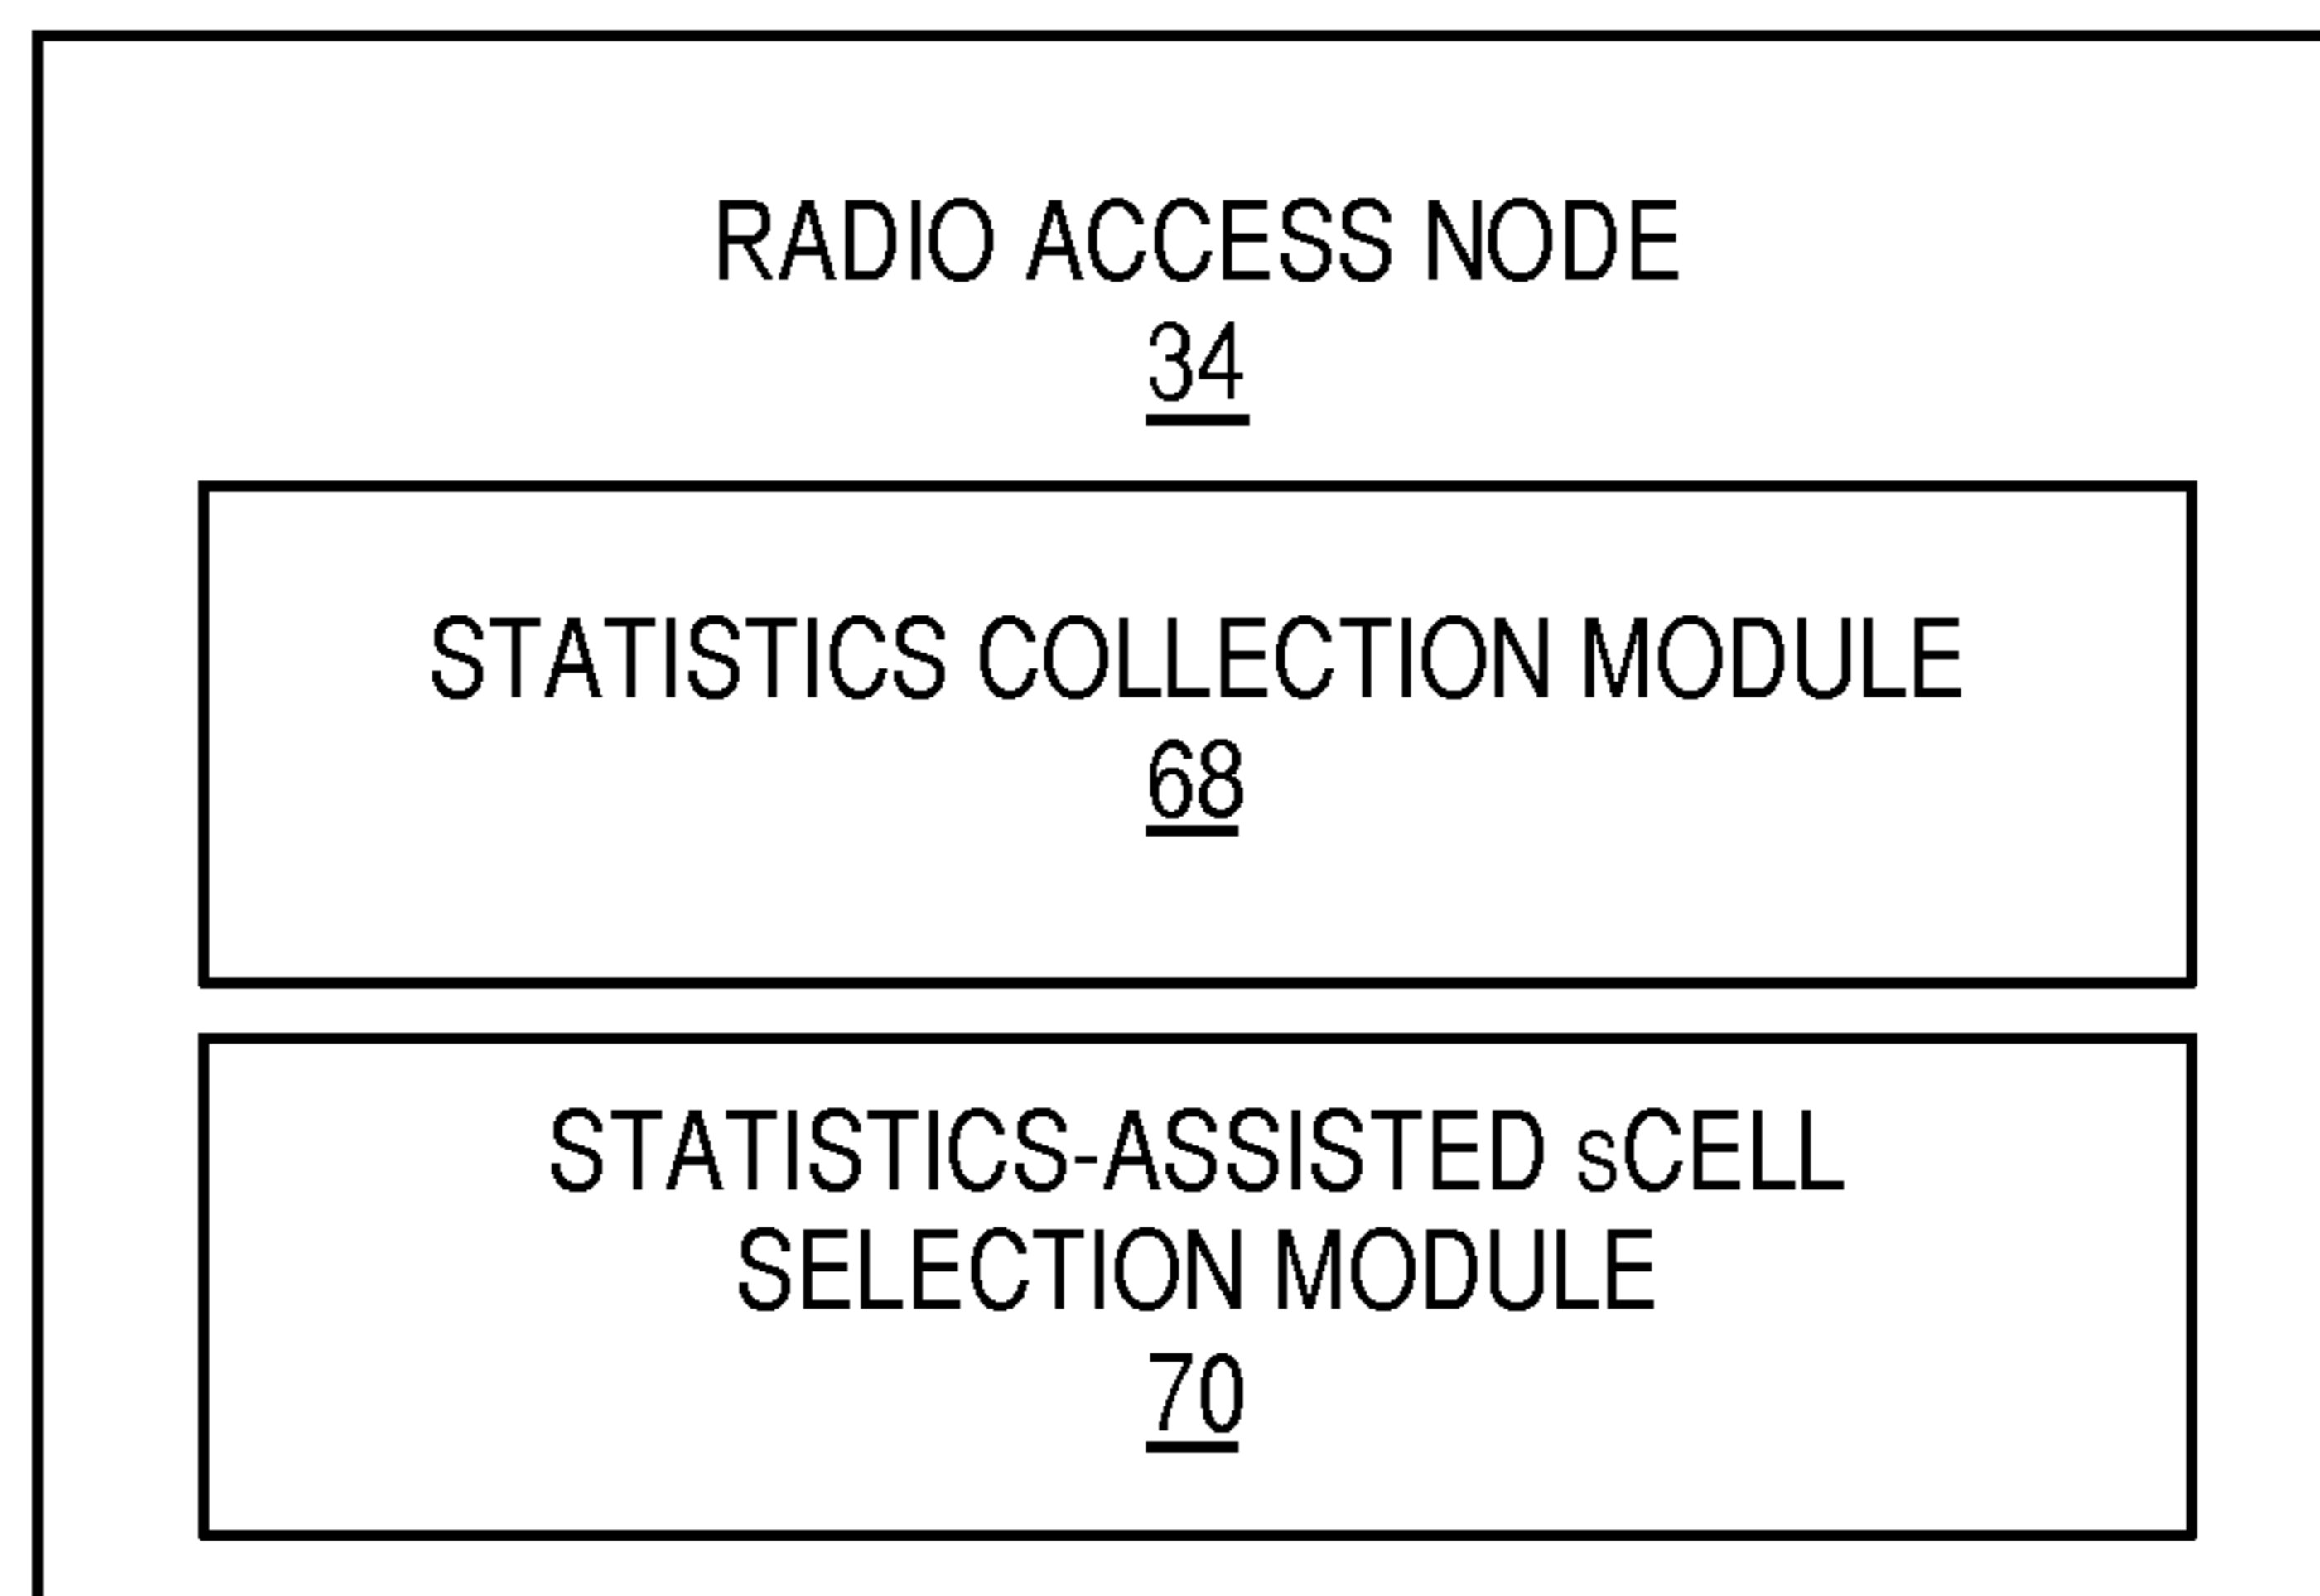 RADIO ACCESS NODE
34
STATISTICS COLLECTION MODULE
68
STATISTICS-ASSISTED sCELL
SELECTION MODULE
70